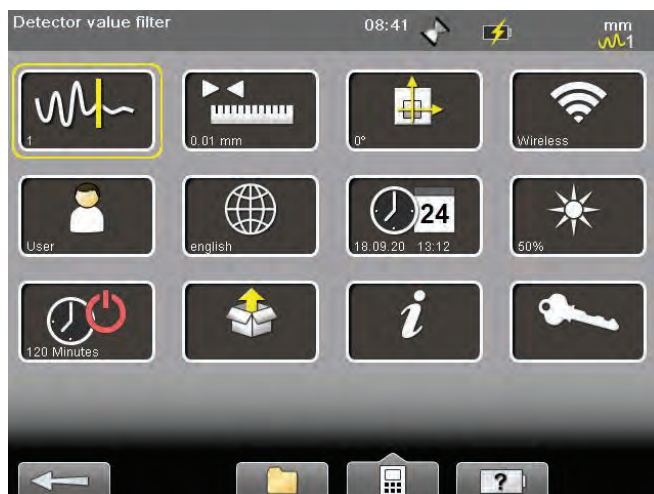 Detector value filter 08:41 mm
1
1 0.01 mm 0° Wireless
24
User english 18.09.20 13:12 50%
120 Minutes i
?